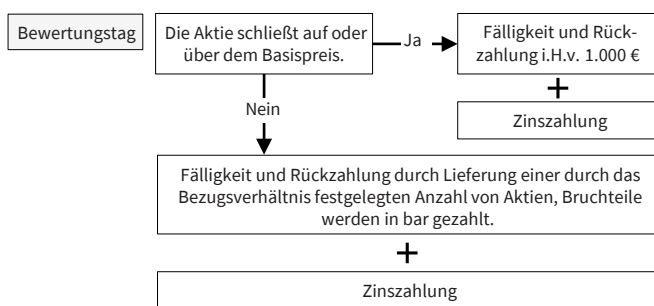 Bewertungstag
Die Aktie schließt auf oder
über dem Basispreis.
Ja
Fälligkeit und Rück-
zahlung i.H.v. 1.000 €
+
Zinszahlung
Nein
Fälligkeit und Rückzahlung durch Lieferung einer durch das
Bezugsverhältnis festgelegten Anzahl von Aktien, Bruchteile
werden in bar gezahlt.
+
Zinszahlung